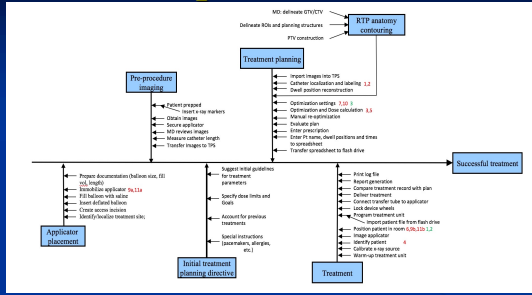 MD: delineate GTV/CTV
Delineate ROIs and planning structures
PTV construction
RTP anatomy
contouring
Treatment planning
Import images into TPS
Catheter localization and labeling 1,2
Dwell position reconstruction
Optimization settings 7,10 3
Optimization and Dose calculation 3,5
Manual re-optimization
Evaluate plan
Enter prescription
Enter Pt name, dwell positions and times
to spreadsheet
Transfer spreadsheet to flash drive
Pre-procedure
imaging
Patient prepped
Insert x-ray markers
Obtain images
Secure applicator
MD reviews images
Measure catheter length
Transfer images to TPS
Successful treatment
Prepare documentation (balloon size, fill
vol, length)
Immobilize applicator 9a,11a
Fill balloon with saline
Insert deflated balloon
Create access incision
Identify/localize treatment site;
Applicator
placement
Suggest initial guidelines
for treatment
parameters
Specify dose limits and
Goals
Account for previous
treatments
Special instructions
(pacemakers, allergies,
etc.)
Initial treatment
planning directive
Print log file
Report generation
Compare treatment record with plan
Deliver treatment
Connect transfer tube to applicator
Lock device wheels
Program treatment unit
Import patient file from flash drive
Position patient in room 8,9b,11b 1,2
Image applicator
Identify patient 4
Calibrate x-ray source
Warm-up treatment unit
Treatment